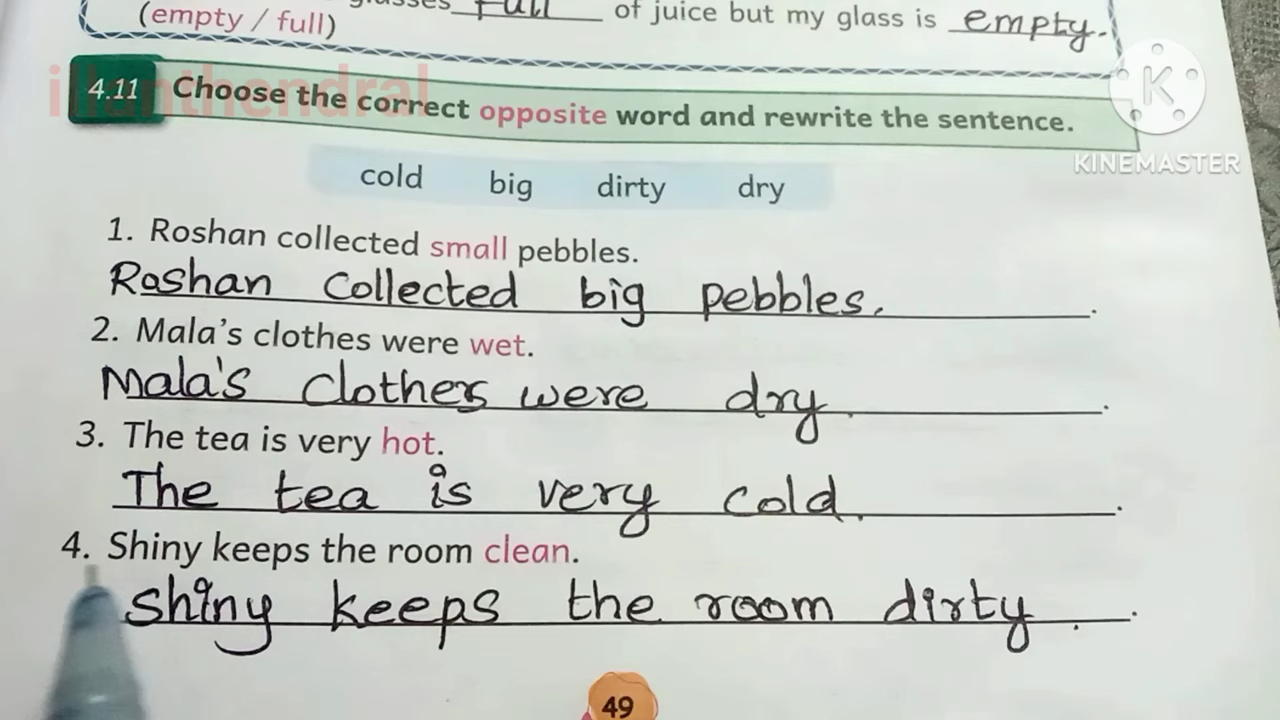 glasses full of juice but my glass is empty.
(empty / full)
4.11 Choose the correct opposite word and rewrite the sentence.
KINEMASTER
cold big dirty dry
1. Roshan collected small pebbles.
Roshan collected big pebbles.
2. Mala's clothes were wet.
Mala's clothes were dry.
3. The tea is very hot.
The tea is very cold.
4. Shiny keeps the room clean.
Shiny keeps the room dirty.
49